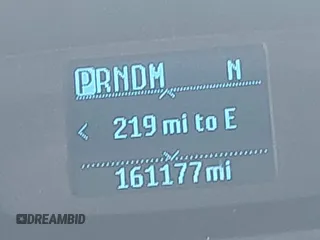 PRNDM N
< 219 mi to E
161177 mi
DREAMBID